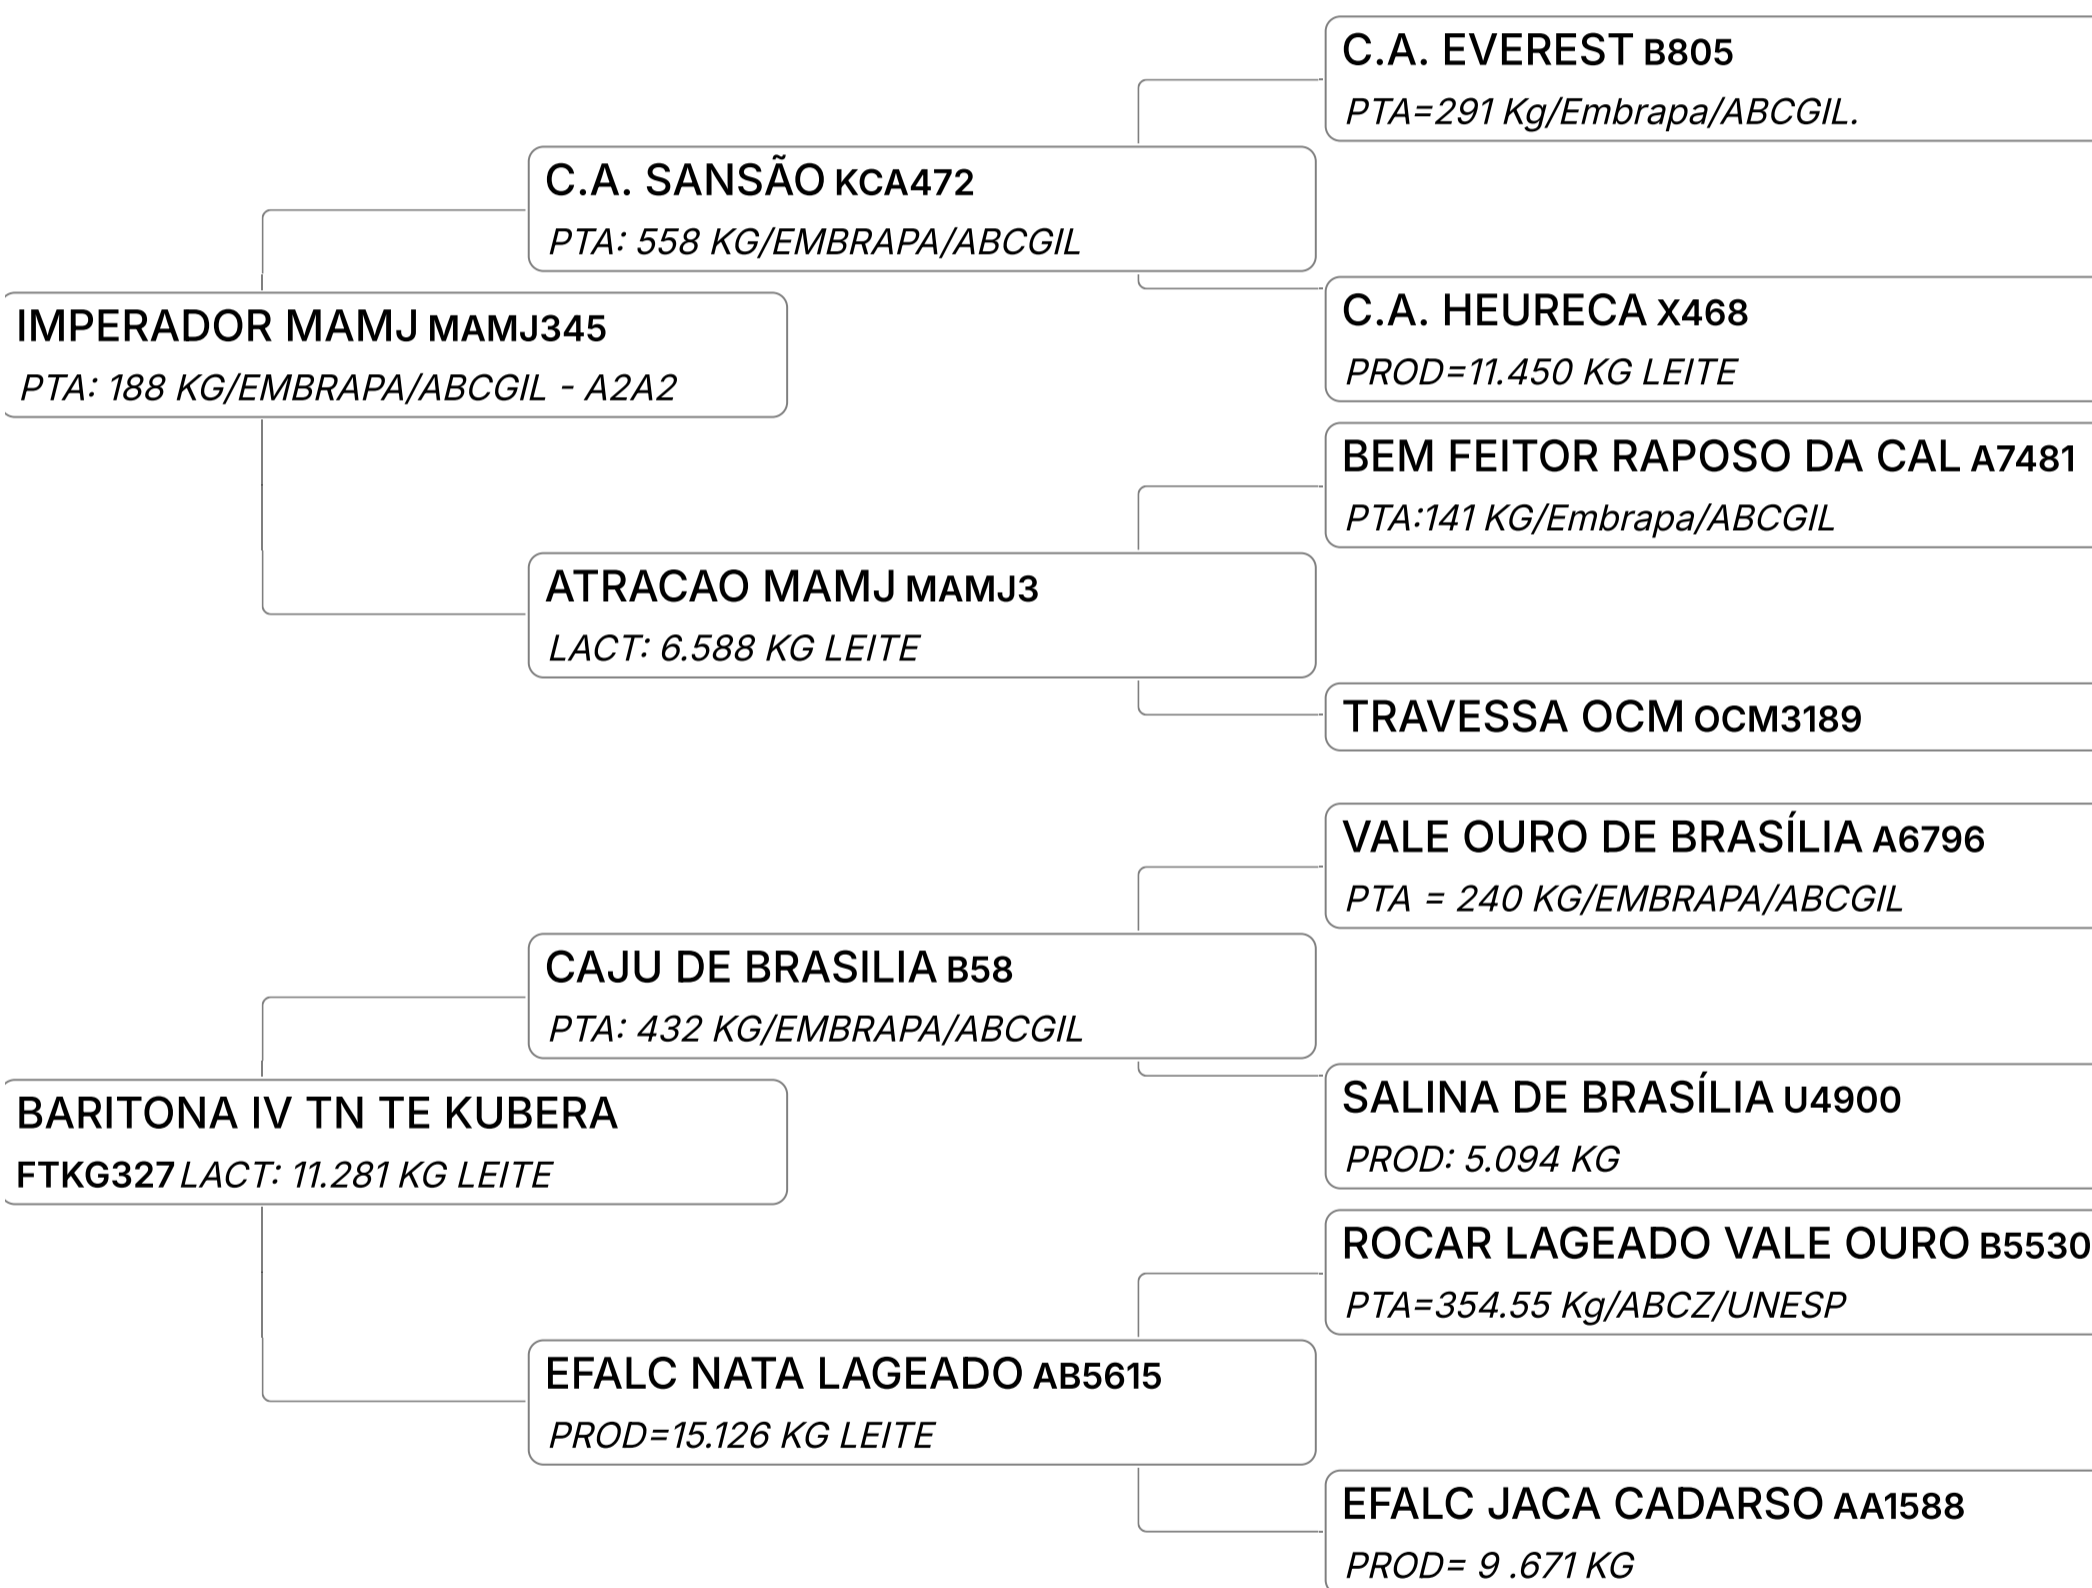 C.A. EVEREST B805
PTA=291 Kg/Embrapa/ABCGIL.
C.A. SANSÃO KCA472
PTA: 558 KG/EMBRAPA/ABCGIL
C.A. HEURECA X468
PROD=11.450 KG LEITE
IMPERADOR MAMJ MAMJ345
PTA: 188 KG/EMBRAPA/ABCGIL - A2A2
BEM FEITOR RAPOSO DA CAL A7481
PTA:141 KG/Embrapa/ABCGIL
ATRACAO MAMJ MAMJ3
LACT: 6.588 KG LEITE
TRAVESSA OCM OCM3189
VALE OURO DE BRASÍLIA A6796
PTA = 240 KG/EMBRAPA/ABCGIL
CAJU DE BRASILIA B58
PTA: 432 KG/EMBRAPA/ABCGIL
SALINA DE BRASÍLIA U4900
PROD: 5.094 KG
BARITONA IV TN TE KUBERA
FTKG327 LACT: 11.281 KG LEITE
ROCAR LAGEADO VALE OURO B5530
PTA=354.55 Kg/ABCZ/UNESP
EFALC NATA LAGEADO AB5615
PROD=15.126 KG LEITE
EFALC JACA CADARSO AA1588
PROD= 9 .671 KG